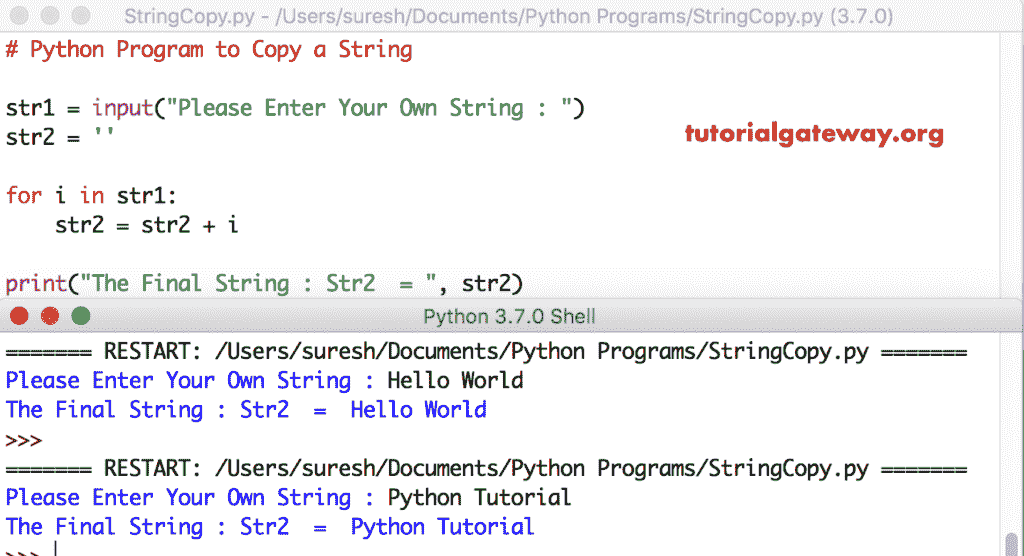 StringCopy.py - /Users/suresh/Documents/Python Programs/StringCopy.py (3.7.0)
# Python Program to Copy a String
str1 = input("Please Enter Your Own String : ")
str2 = ''
tutorialgateway.org
for i in str1:
    str2 = str2 + i
print("The Final String : Str2  = ", str2)
Python 3.7.0 Shell
======= RESTART: /Users/suresh/Documents/Python Programs/StringCopy.py =======
Please Enter Your Own String : Hello World
The Final String : Str2  =  Hello World
>>>
======= RESTART: /Users/suresh/Documents/Python Programs/StringCopy.py =======
Please Enter Your Own String : Python Tutorial
The Final String : Str2  =  Python Tutorial
>>>